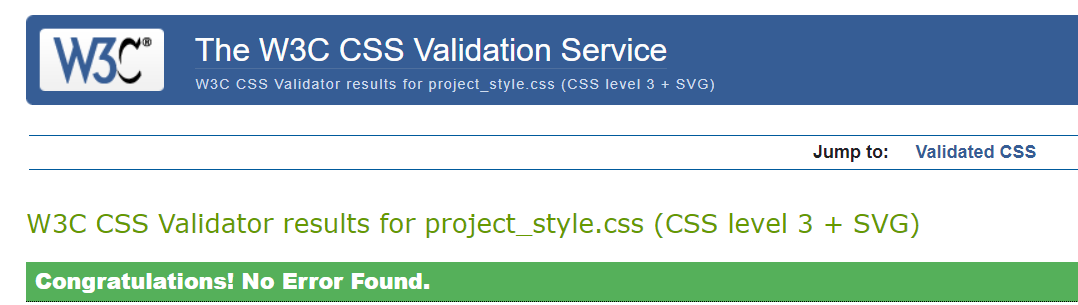 W3C®
The W3C CSS Validation Service
W3C CSS Validator results for project_style.css (CSS level 3 + SVG)
Jump to: Validated CSS
W3C CSS Validator results for project_style.css (CSS level 3 + SVG)
Congratulations! No Error Found.